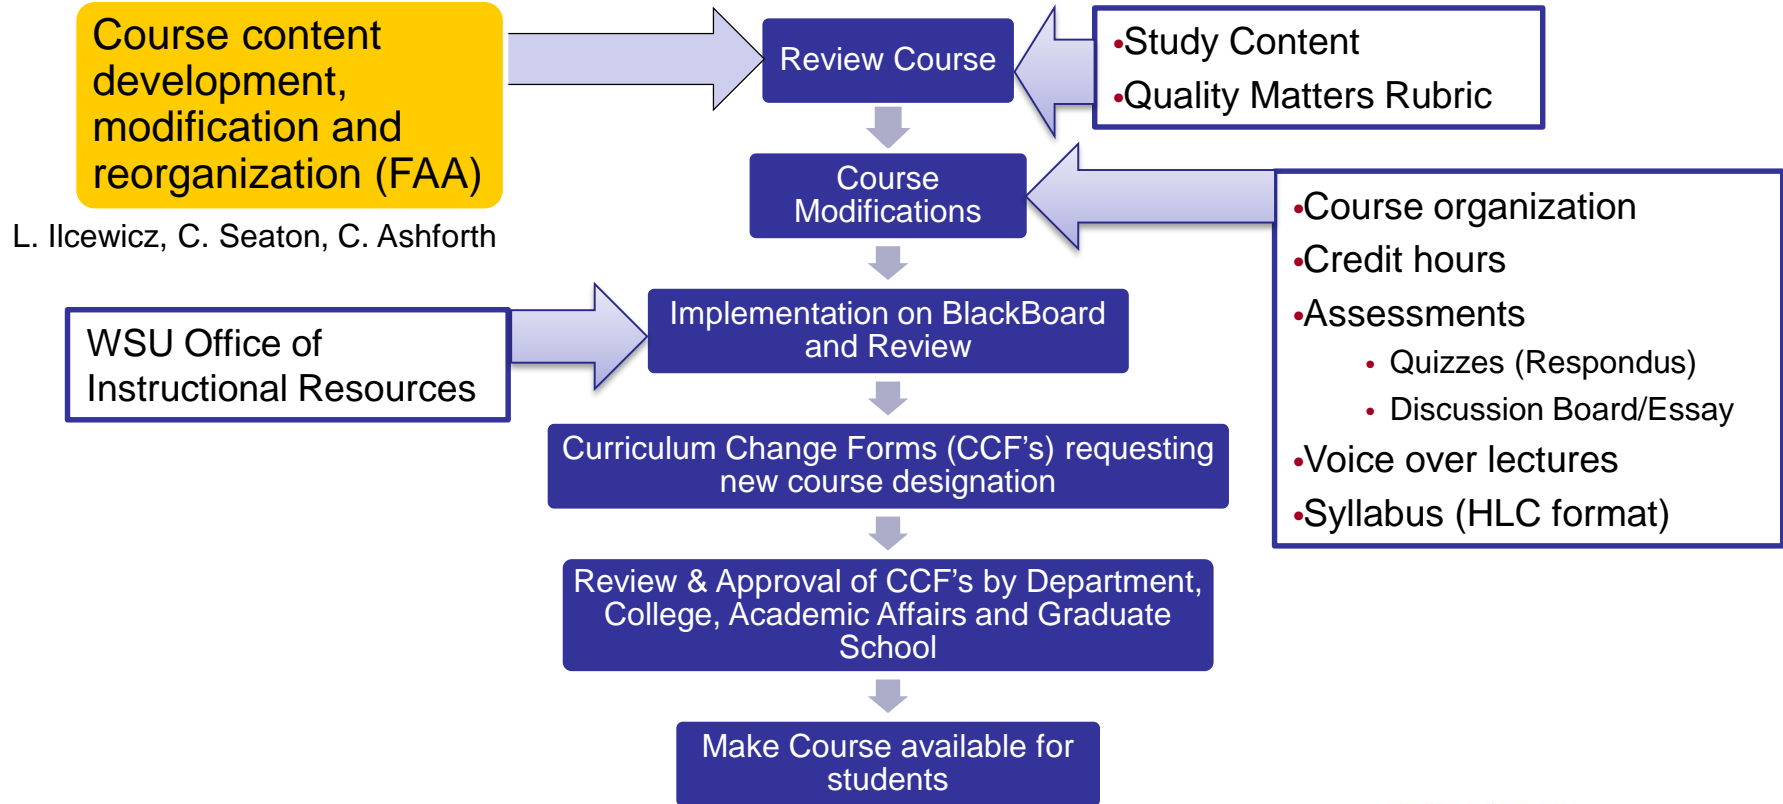 Course content
development,
modification and
reorganization (FAA)
L. Ilcewicz, C. Seaton, C. Ashforth
Review Course
•Study Content
•Quality Matters Rubric
Course
Modifications
•Course organization
•Credit hours
•Assessments
• Quizzes (Respondus)
• Discussion Board/Essay
•Voice over lectures
•Syllabus (HLC format)
WSU Office of
Instructional Resources
Implementation on BlackBoard
and Review
Curriculum Change Forms (CCF's) requesting
new course designation
Review & Approval of CCF's by Department,
College, Academic Affairs and Graduate
School
Make Course available for
students